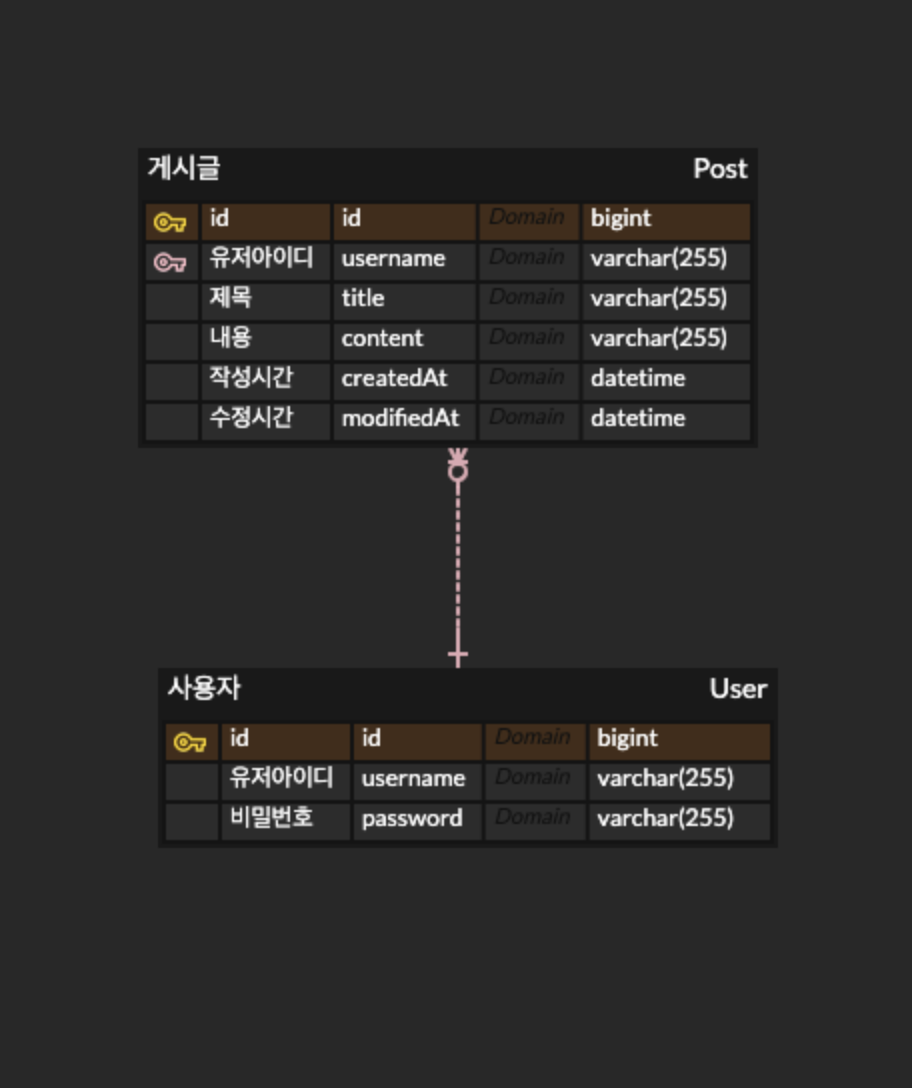 게시글 Post
id id Domain bigint
유저아이디 username Domain varchar(255)
제목 title Domain varchar(255)
내용 content Domain varchar(255)
작성시간 createdAt Domain datetime
수정시간 modifiedAt Domain datetime
사용자 User
id id Domain bigint
유저아이디 username Domain varchar(255)
비밀번호 password Domain varchar(255)